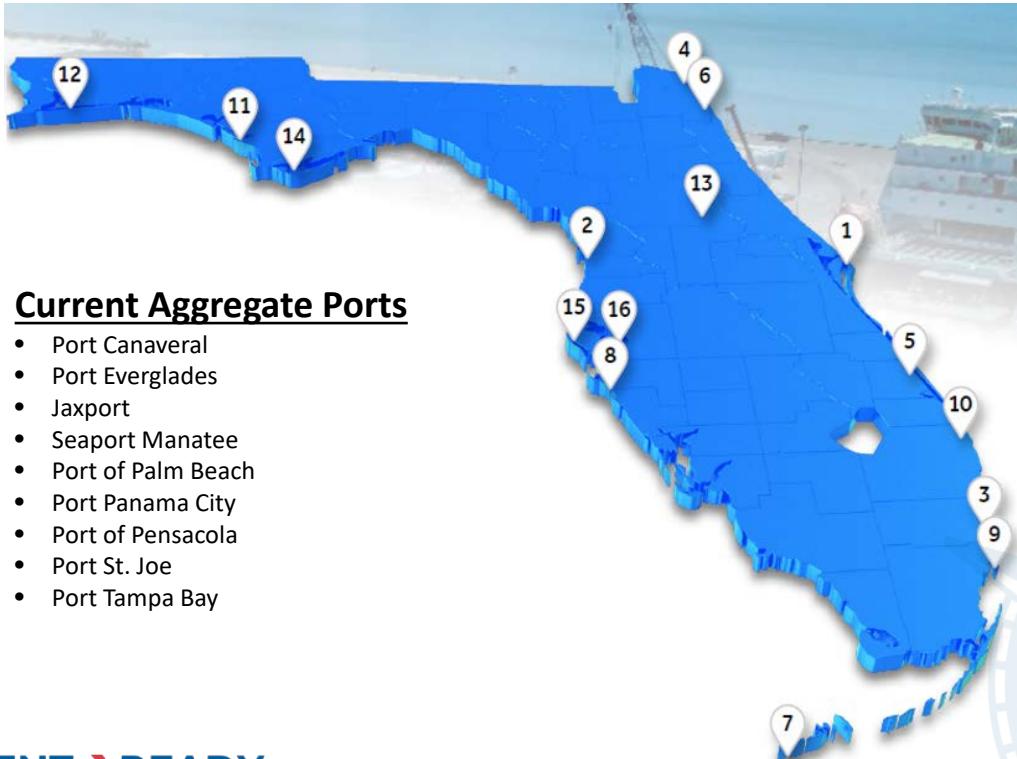 4
12
6
11
14
13
2
1
Current Aggregate Ports
• Port Canaveral
• Port Everglades
• Jaxport
• Seaport Manatee
• Port of Palm Beach
• Port Panama City
• Port of Pensacola
• Port St. Joe
• Port Tampa Bay
15
16
8
5
10
3
9
7